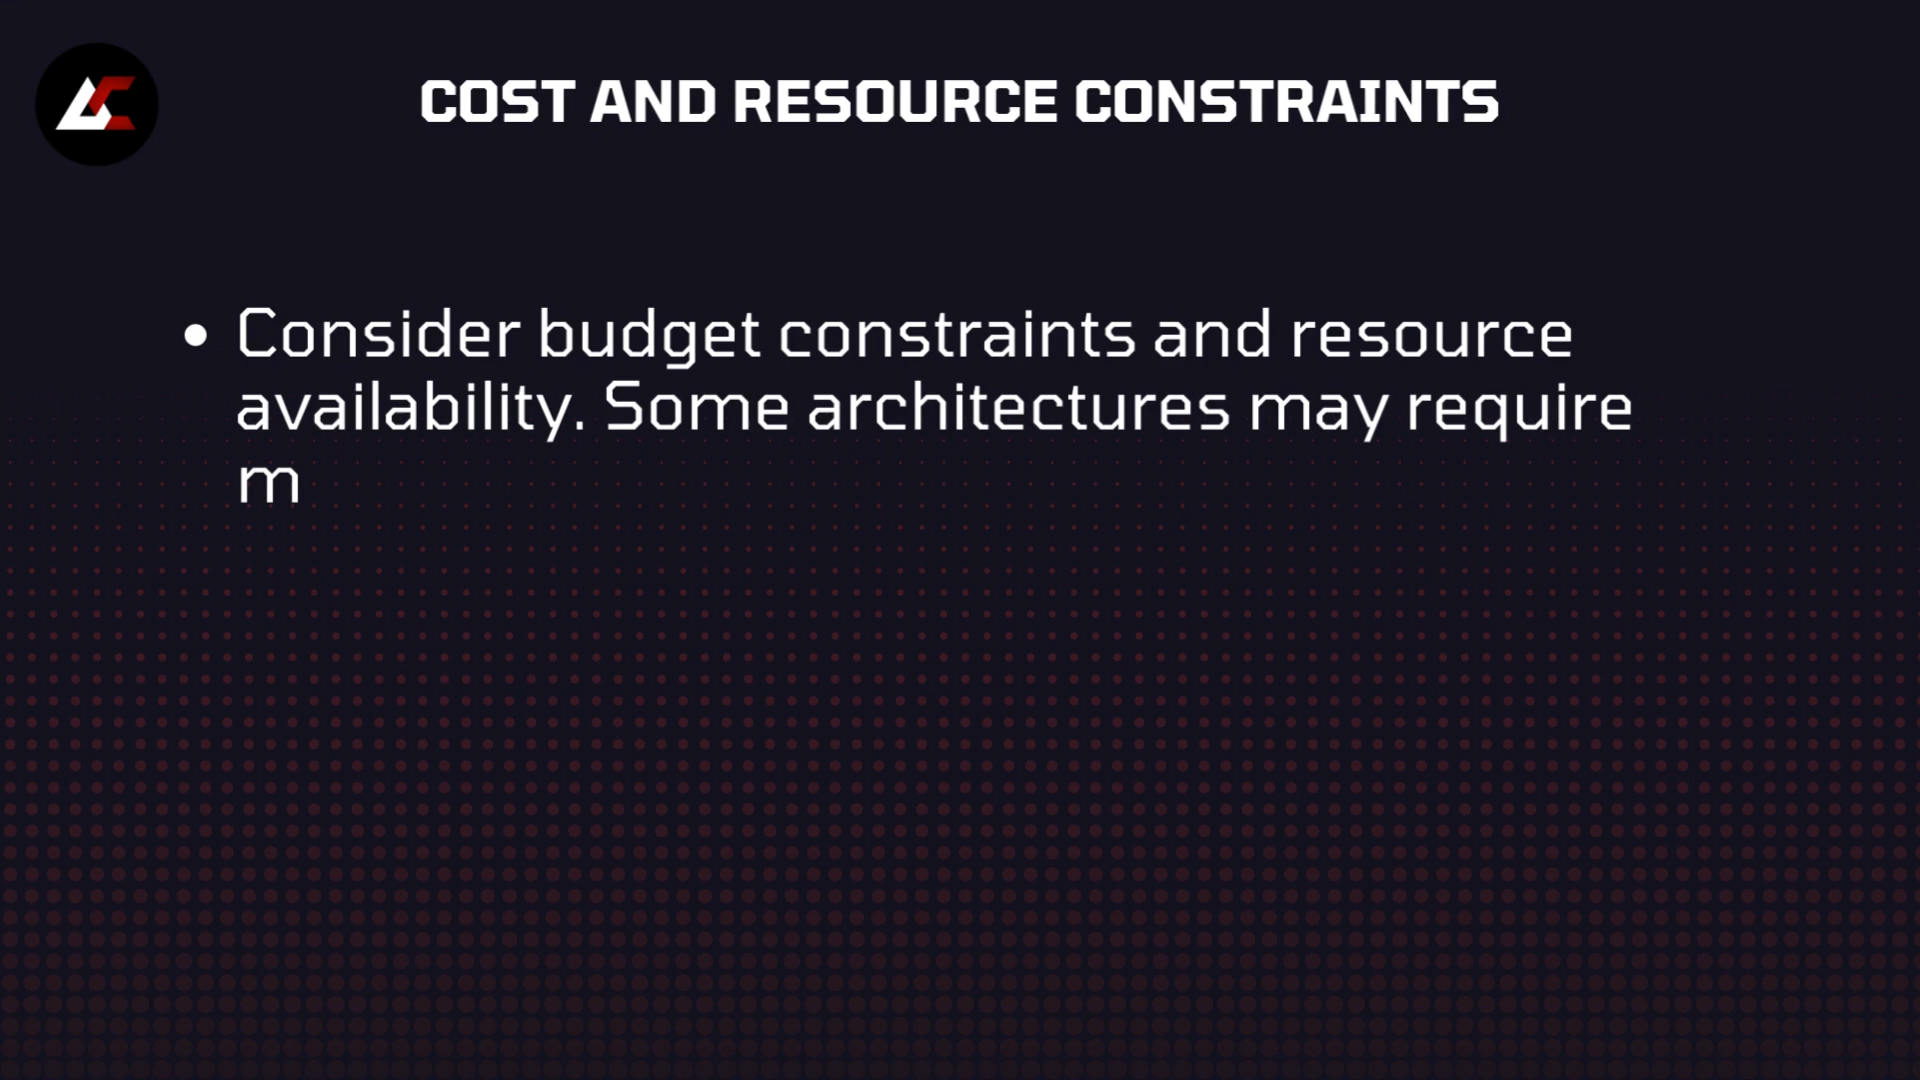 COST AND RESOURCE CONSTRAINTS
• Consider budget constraints and resource
availability. Some architectures may require
m